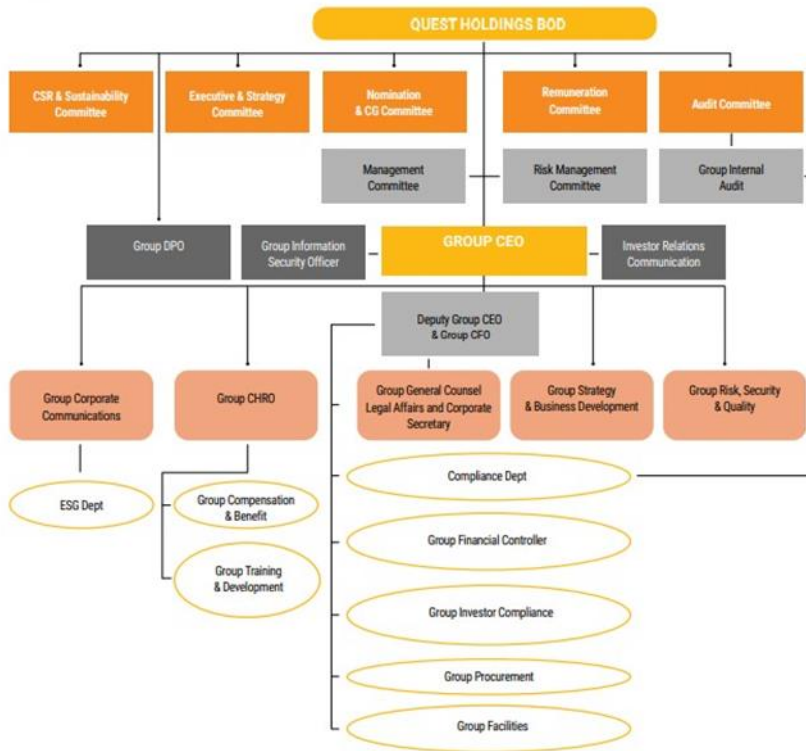 QUEST HOLDINGS BOD
CSR & Sustainability
Committee
Executive & Strategy
Committee
Nomination
& CG Committee
Remuneration
Committee
Audit Committee
Management
Committee
Risk Management
Committee
Group Internal
Audit
Group DPO
Group Information
Security Officer
GROUP CEO
Investor Relations
Communication
Deputy Group CEO
& Group CFO
Group Corporate
Communications
Group CHRO
Group General Counsel
Legal Affairs and Corporate
Secretary
Group Strategy
& Business Development
Group Risk, Security
& Quality
ESG Dept
Group Compensation
& Benefit
Compliance Dept
Group Training
& Development
Group Financial Controller
Group Investor Compliance
Group Procurement
Group Facilities